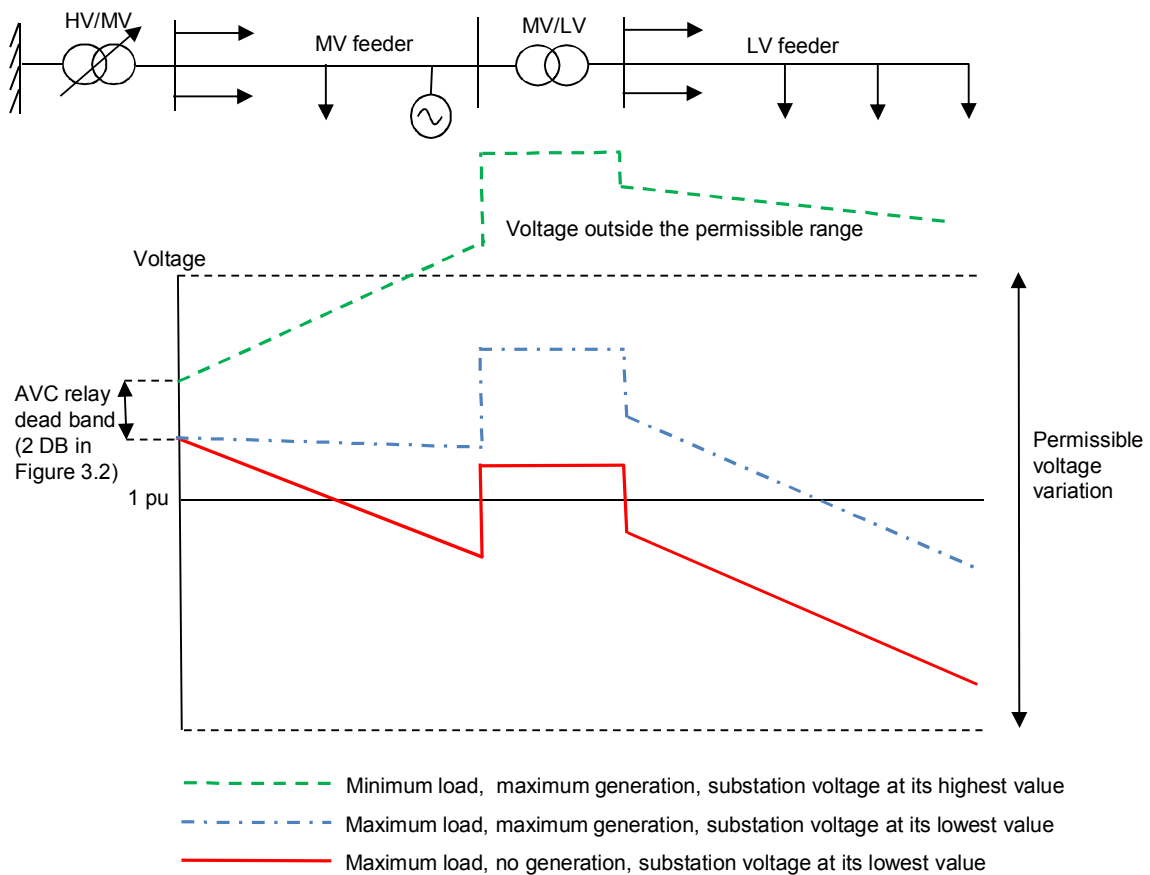 HV/MV
MV feeder
MV/LV
LV feeder
Voltage outside the permissible range
Voltage
AVC relay
dead band
(2 DB in
Figure 3.2)
1 pu
Permissible
voltage
variation
Minimum load, maximum generation, substation voltage at its highest value
Maximum load, maximum generation, substation voltage at its lowest value
Maximum load, no generation, substation voltage at its lowest value